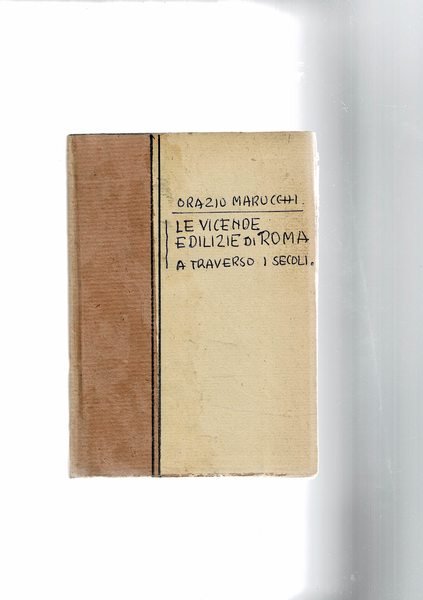 ORAZIO MARUCCHI.
LE VICENDE
EDILIZIE DI ROMA
A TRAVERSO I SECOLI.